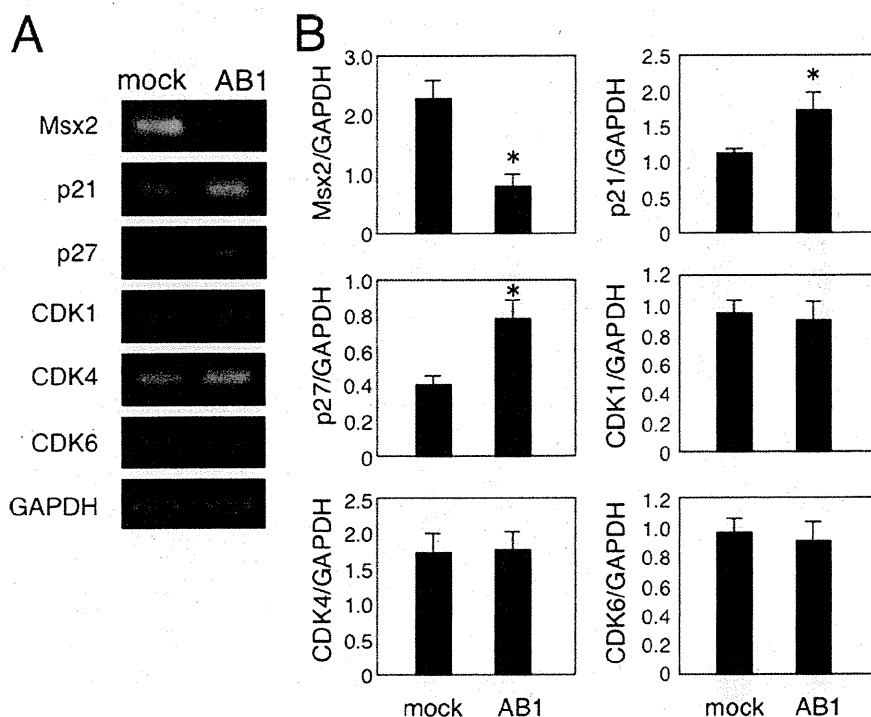 A
mock AB1
Msx2
p21
p27
CDK1
CDK4
CDK6
GAPDH
B
Msx2/GAPDH
3.0
2.0
1.0
0
*
p21/GAPDH
2.5
2.0
1.5
1.0
0.5
0
*
p27/GAPDH
1.0
0.8
0.6
0.4
0.2
0
*
CDK1/GAPDH
1.2
1.0
0.8
0.6
0.4
0.2
0
CDK4/GAPDH
2.5
2.0
1.5
1.0
0.5
0
mock AB1
CDK6/GAPDH
1.2
1.0
0.8
0.6
0.4
0.2
0
mock AB1